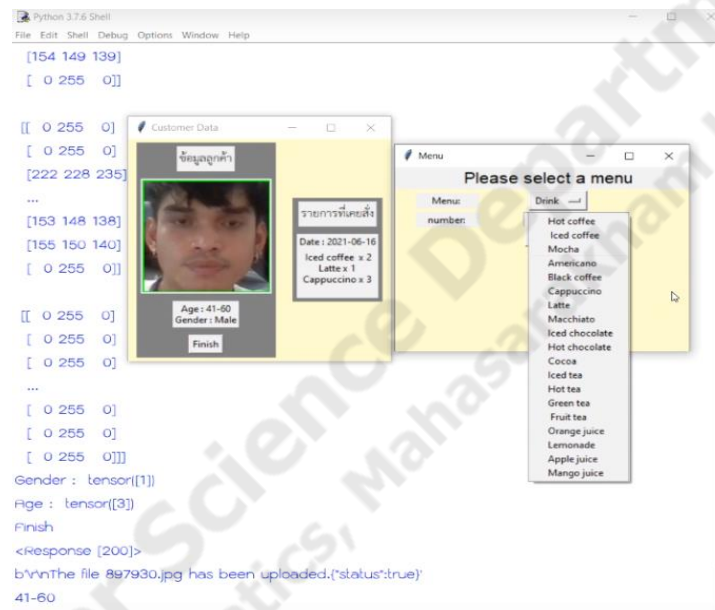 Python 3.7.6 Shell
File Edit Shell Debug Options Window Help
[154 149 139]
[ 0 255 0]]
[[ 0 255 0]
[ 0 255 0]
[222 228 235]
...
[153 148 138]
[155 150 140]
[ 0 255 0]]
[[ 0 255 0]
[ 0 255 0]
[ 0 255 0]
...
[ 0 255 0]
[ 0 255 0]
[ 0 255 0]]]
Gender : tensor([1])
Age : tensor([3])
Finish
<Response [200]>
b'\r\nThe file 897930.jpg has been uploaded.{"status":true}'
41-60
Customer Data
ข้อมูลลูกค้า
Age : 41-60
Gender : Male
Finish
รายการที่เคยสั่ง
Date : 2021-06-16
Iced coffee x 2
Latte x 1
Cappuccino x 3
Menu
Please select a menu
Menu:
Drink
number:
Hot coffee
Iced coffee
Mocha
Americano
Black coffee
Cappuccino
Latte
Macchiato
Iced chocolate
Hot chocolate
Cocoa
Iced tea
Hot tea
Green tea
Fruit tea
Orange juice
Lemonade
Apple juice
Mango juice